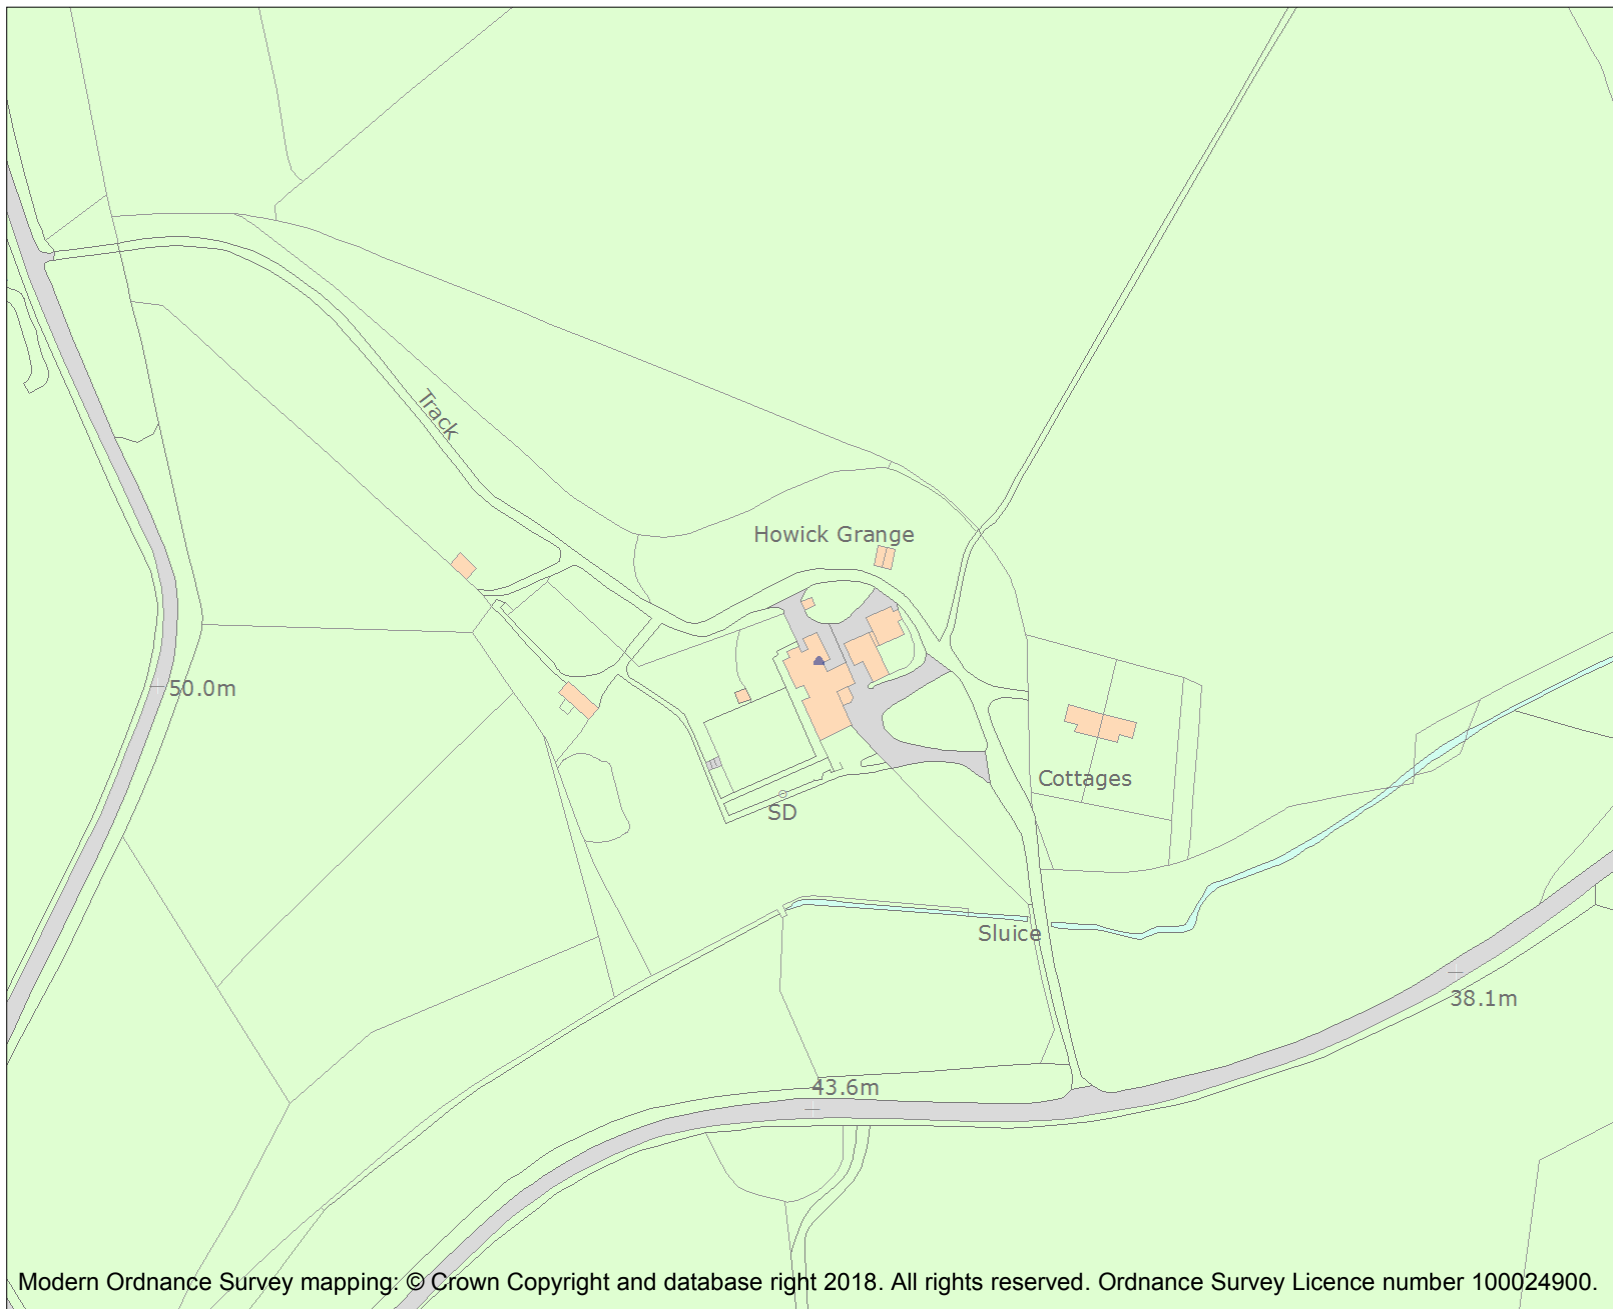 Track
Howick Grange
50.0m
Cottages
SD
Sluice
38.1m
43.6m
Modern Ordnance Survey mapping: © Crown Copyright and database right 2018. All rights reserved. Ordnance Survey Licence number 100024900.